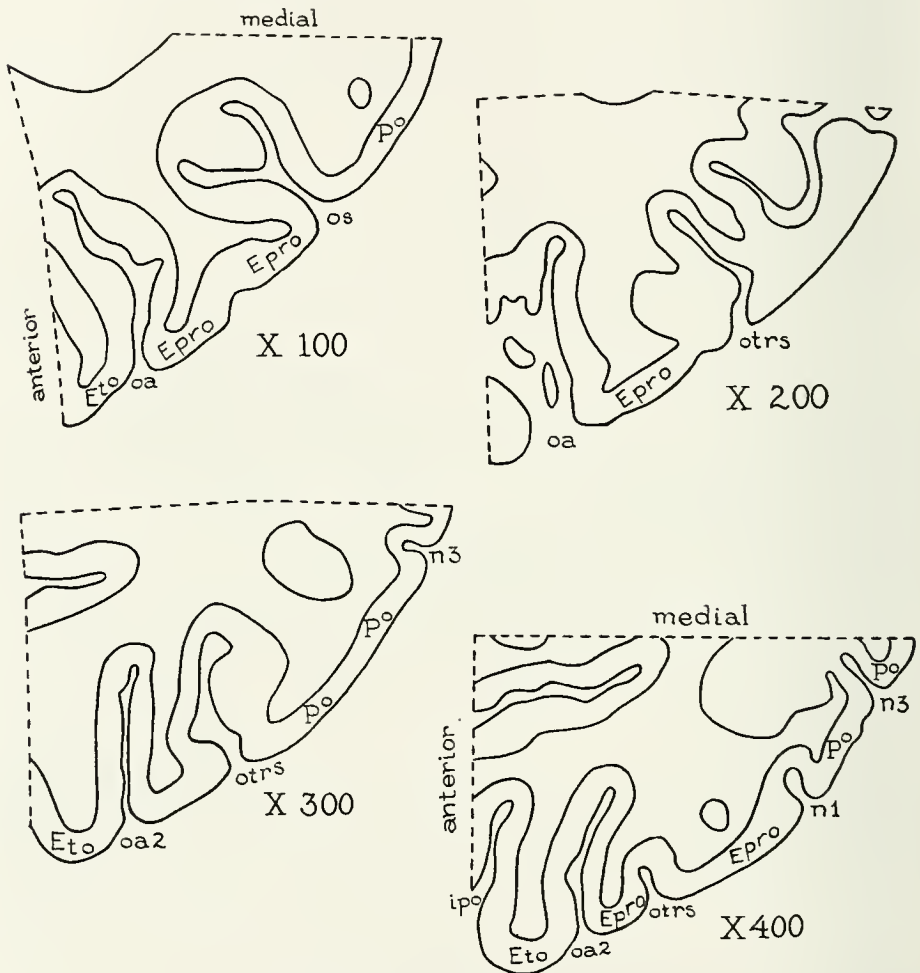 medial
anterior
Po
os
Epro
Epro
Eto oa
X 100
otrs
Epro
oa
X 200
n3
Po
Po
otrs
Eto oa2
X 300
medial
anterior.
Po
n3
Po
n1
Epro
ipo
Epro otrs
Eto oa2
X400